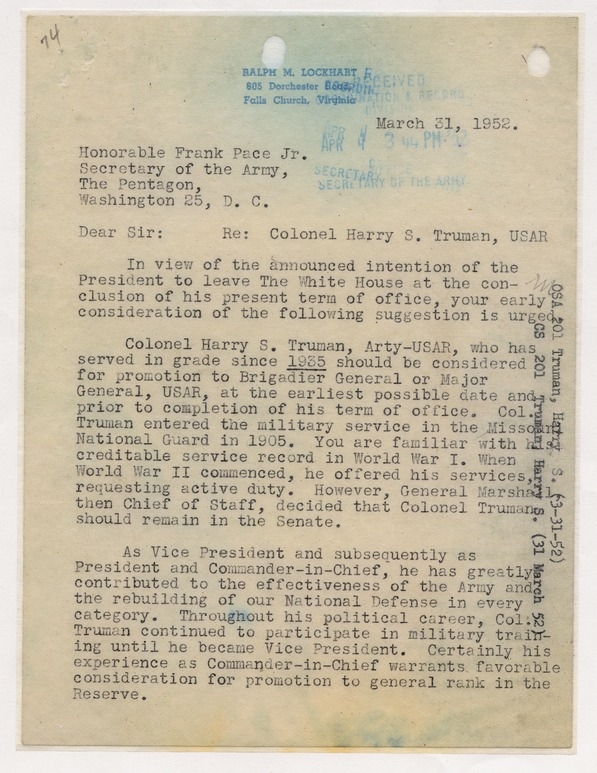 74
RALPH M. LOCKHART
605 Dorchester Road,
Falls Church, Virginia
RECEIVED
& RECORD
APR 4 3 44 PM
SECRETARY
SECRETARY OF THE ARMY
March 31, 1952.
Honorable Frank Pace Jr.
Secretary of the Army,
The Pentagon,
Washington 25, D. C.
Dear Sir: Re: Colonel Harry S. Truman, USAR
In view of the announced intention of the
President to leave The White House at the con-
clusion of his present term of office, your early
consideration of the following suggestion is urged.
Colonel Harry S. Truman, Arty-USAR, who has
served in grade since 1935 should be considered
for promotion to Brigadier General or Major
General, USAR, at the earliest possible date and
prior to completion of his term of office. Col.
Truman entered the military service in the Missouri
National Guard in 1905. You are familiar with his
creditable service record in World War I. When
World War II commenced, he offered his services,
requesting active duty. However, General Marshall,
then Chief of Staff, decided that Colonel Truman
should remain in the Senate.
As Vice President and subsequently as
President and Commander-in-Chief, he has greatly
contributed to the effectiveness of the Army and
the rebuilding of our National Defense in every
category. Throughout his political career, Col.
Truman continued to participate in military train-
ing until he became Vice President. Certainly his
experience as Commander-in-Chief warrants favorable
consideration for promotion to general rank in the
Reserve.
OSA 201 Truman, Harry S. (3-31-52)
CS 201 Truman, Harry S. (31 March 52)